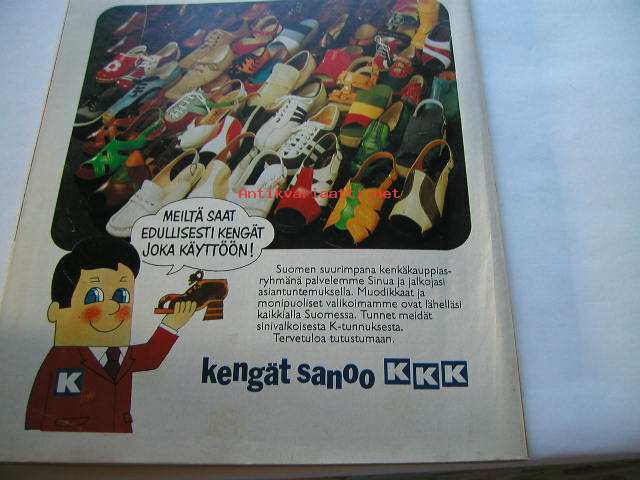 Antikvariaatti.net
MEILTÄ SAAT
EDULLISESTI KENGÄT
JOKA KÄYTTÖÖN!
Suomen suurimpana kenkäkauppias-
ryhmänä palvelemme Sinua ja jalkojasi
asiantuntemuksella. Muodikkaat ja
monipuoliset valikoimamme ovat lähelläsi
kaikkialla Suomessa. Tunnet meidät
sinivalkoisesta K-tunnuksesta.
Tervetuloa tutustumaan.
K
kengät sanoo KKK